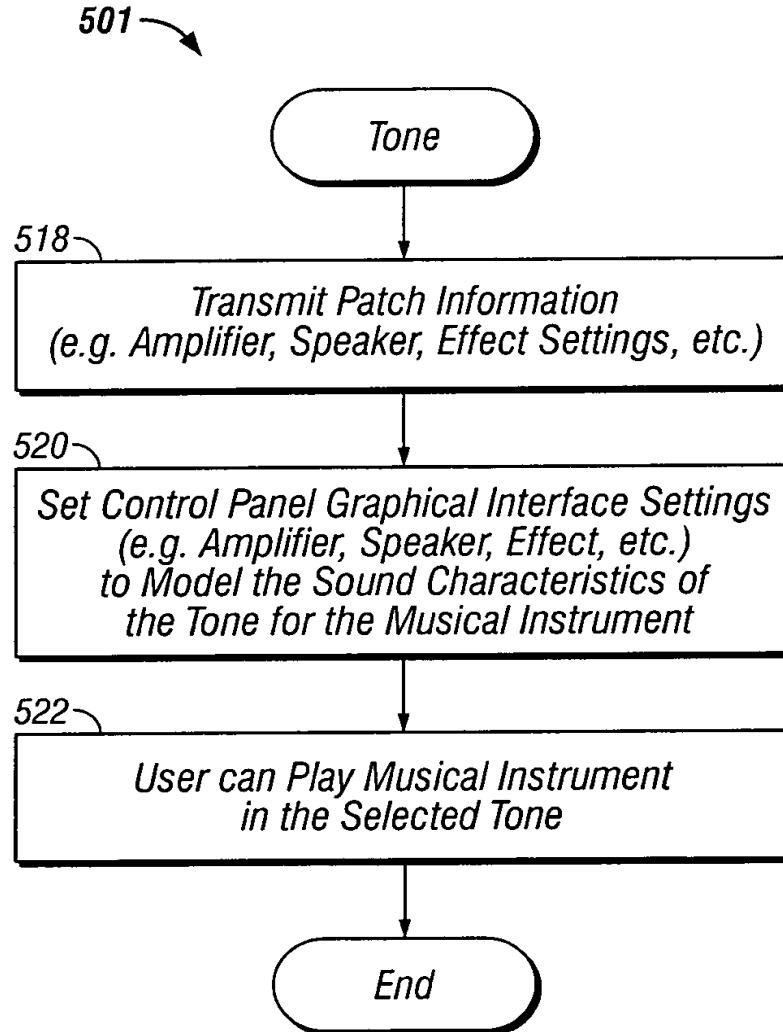 501
Tone
518
Transmit Patch Information
(e.g. Amplifier, Speaker, Effect Settings, etc.)
520
Set Control Panel Graphical Interface Settings
(e.g. Amplifier, Speaker, Effect, etc.)
to Model the Sound Characteristics of
the Tone for the Musical Instrument
522
User can Play Musical Instrument
in the Selected Tone
End